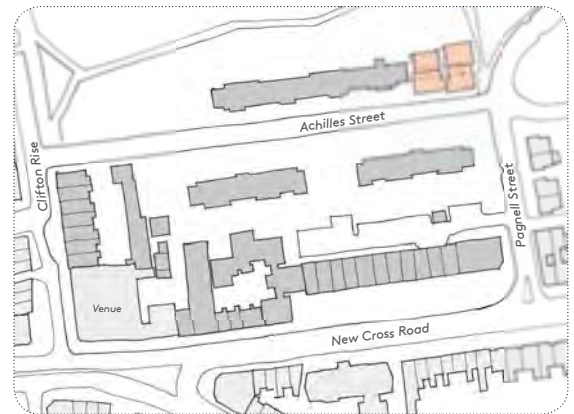 Achilles Street
Clifton Rise
Pagnell Street
Venue
New Cross Road